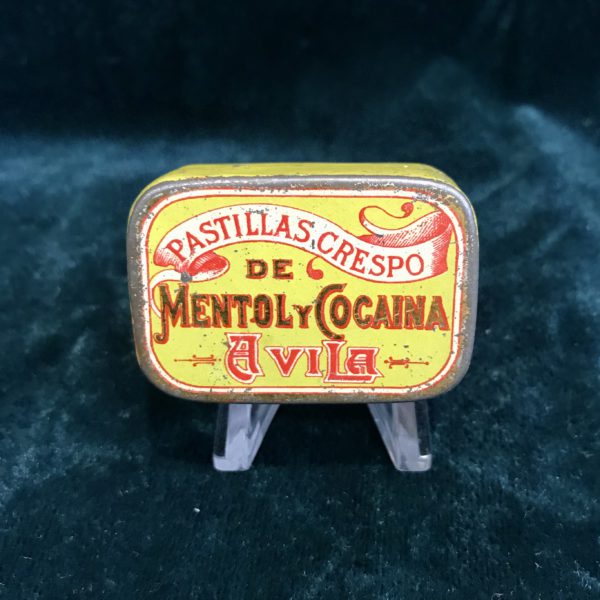 PASTILLAS CRESPO
DE
MENTOL Y COCAINA
AVILA